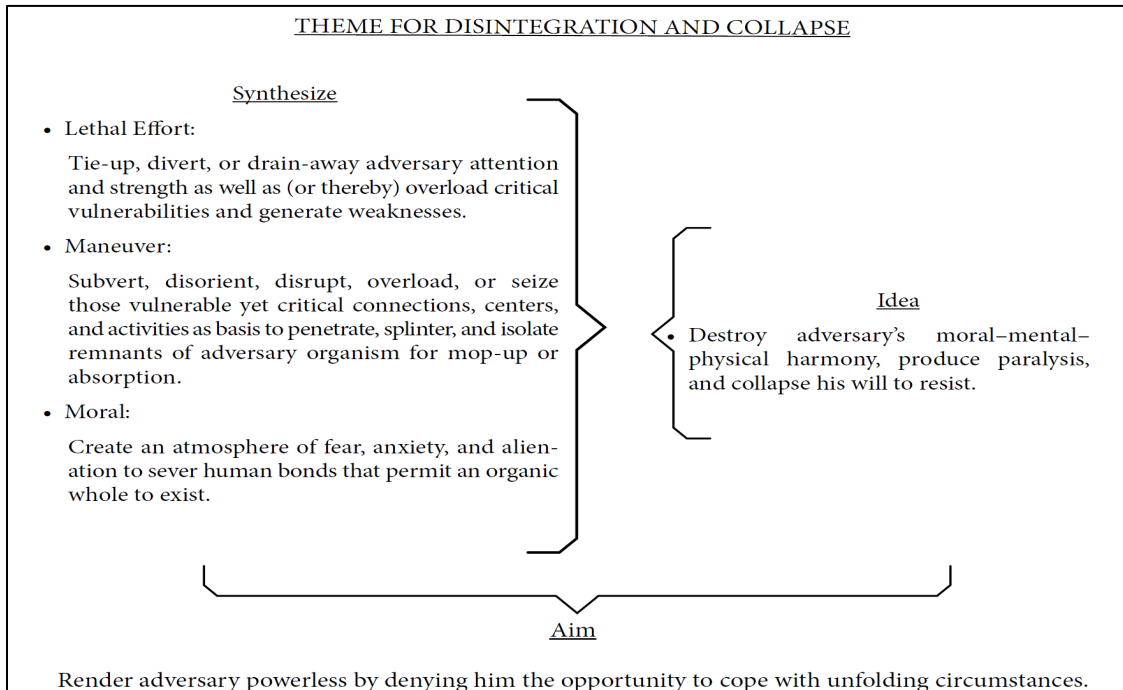 THEME FOR DISINTEGRATION AND COLLAPSE
Synthesize
• Lethal Effort:
Tie-up, divert, or drain-away adversary attention
and strength as well as (or thereby) overload critical
vulnerabilities and generate weaknesses.
• Maneuver:
Subvert, disorient, disrupt, overload, or seize
those vulnerable yet critical connections, centers,
and activities as basis to penetrate, splinter, and isolate
remnants of adversary organism for mop-up or
absorption.
• Moral:
Create an atmosphere of fear, anxiety, and alien-
ation to sever human bonds that permit an organic
whole to exist.
Idea
• Destroy adversary’s moral–mental–
physical harmony, produce paralysis,
and collapse his will to resist.
Aim
Render adversary powerless by denying him the opportunity to cope with unfolding circumstances.